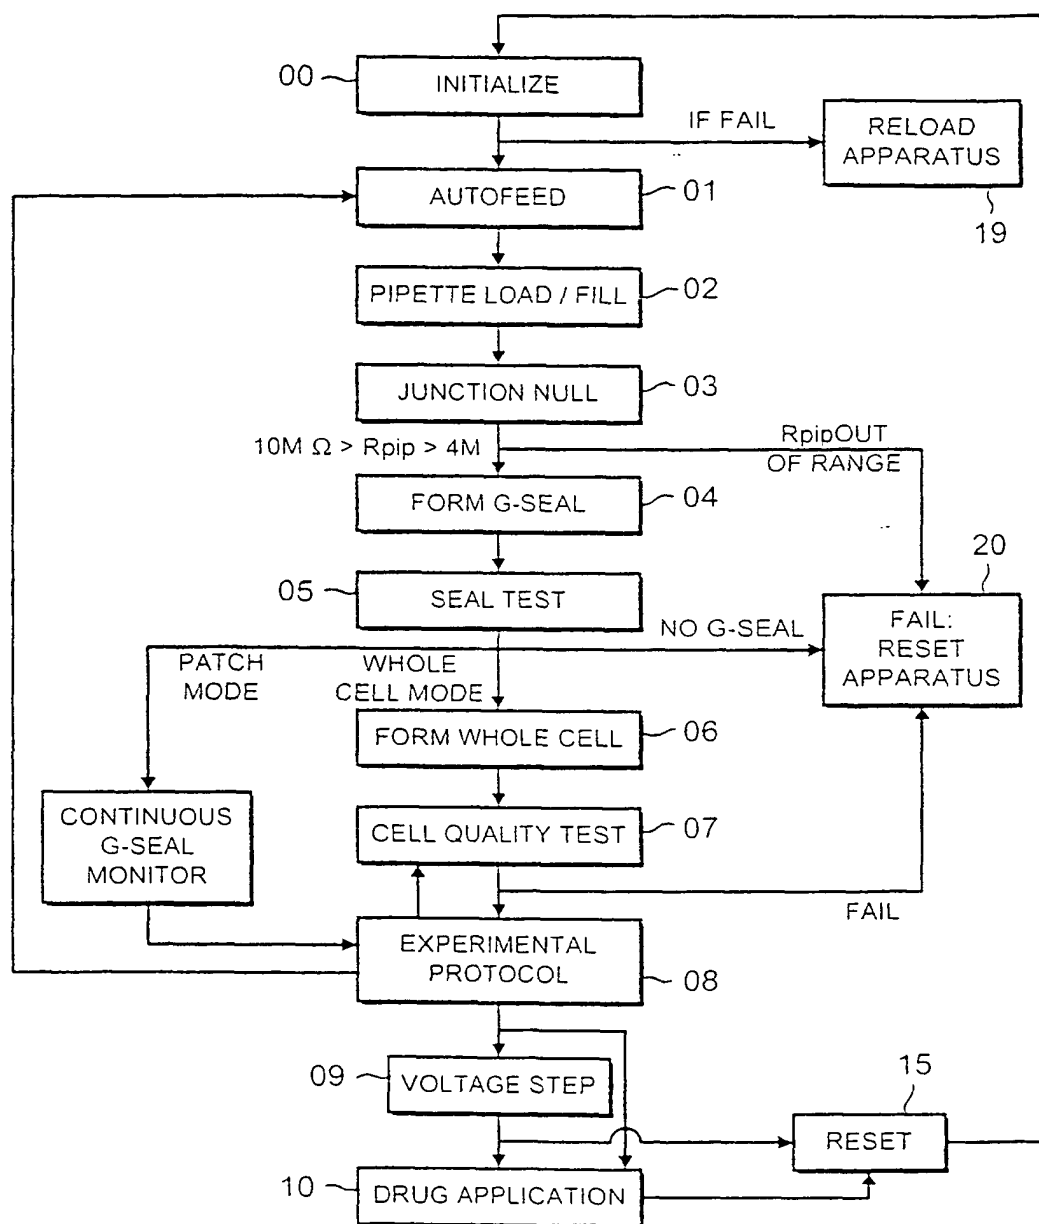 00
INITIALIZE
IF FAIL
RELOAD
APPARATUS
19
AUTOFEED
01
PIPETTE LOAD / FILL
02
JUNCTION NULL
03
10M Ω > Rpip > 4M
RpipOUT
OF RANGE
FORM G-SEAL
04
05
SEAL TEST
20
FAIL:
RESET
APPARATUS
NO G-SEAL
PATCH
MODE
WHOLE
CELL MODE
FORM WHOLE CELL
06
CONTINUOUS
G-SEAL
MONITOR
CELL QUALITY TEST
07
FAIL
EXPERIMENTAL
PROTOCOL
08
09
VOLTAGE STEP
15
RESET
10
DRUG APPLICATION